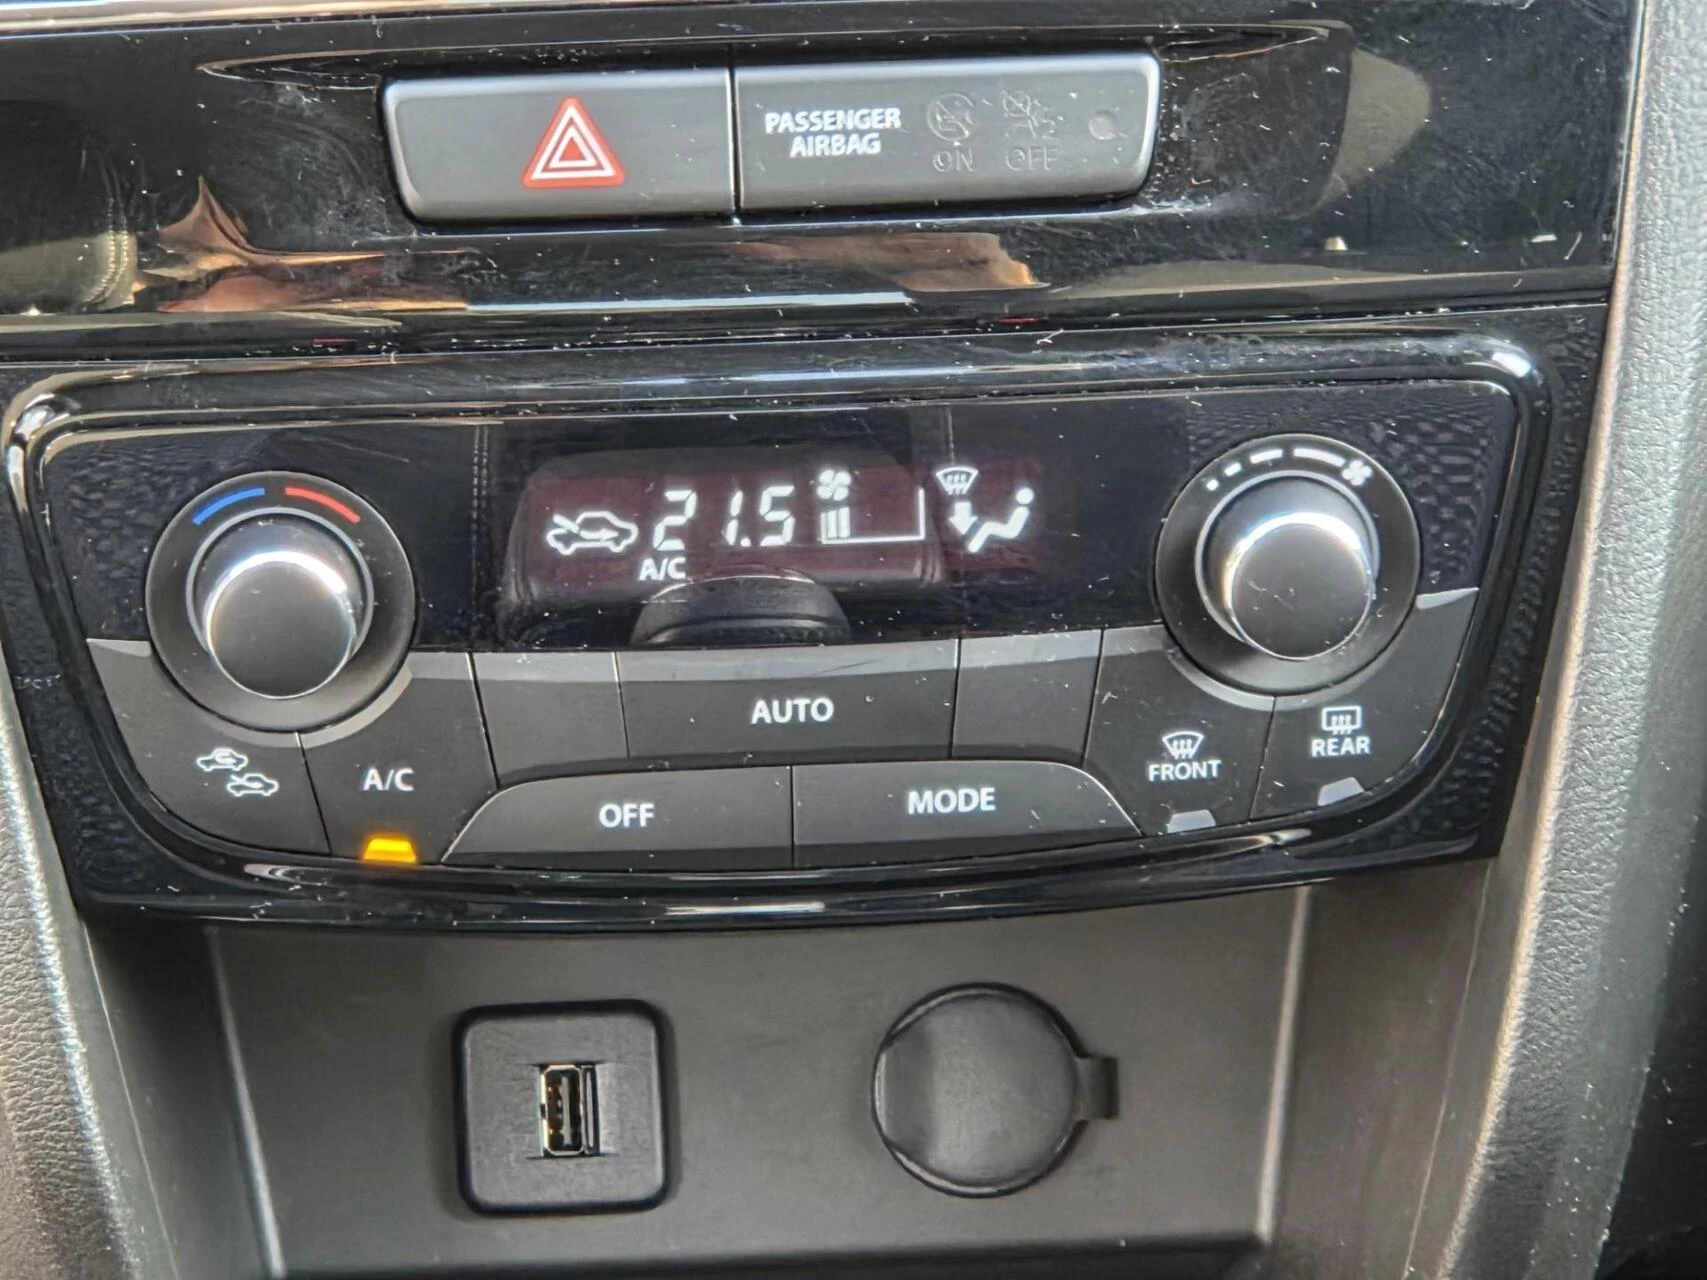 PASSENGER
AIRBAG
ON OFF
21.5
A/C
AUTO
A/C
OFF
MODE
FRONT
REAR